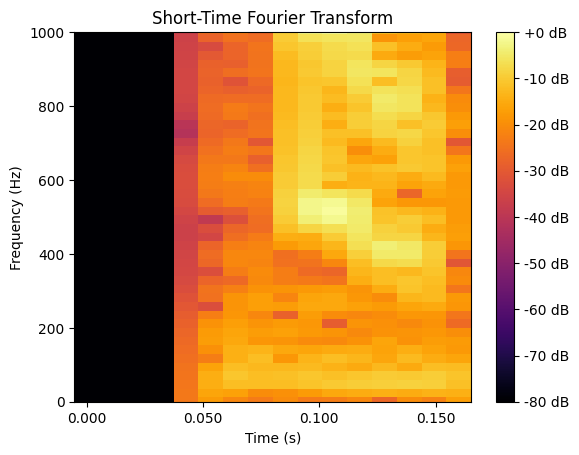 Short-Time Fourier Transform
1000
800
600
400
200
0
Frequency (Hz)
0.000
0.050
0.100
0.150
Time (s)
+0 dB
-10 dB
-20 dB
-30 dB
-40 dB
-50 dB
-60 dB
-70 dB
-80 dB